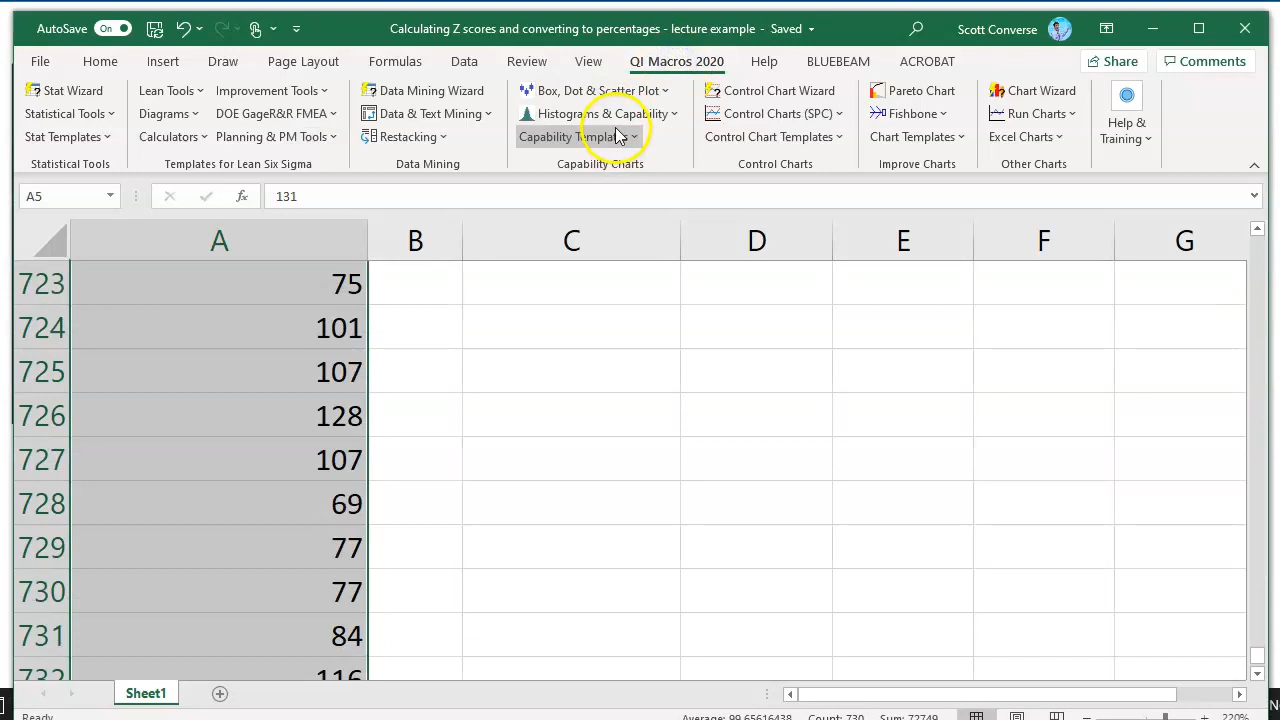 AutoSave On Calculating Z scores and converting to percentages - lecture example - Saved Scott Converse
File Home Insert Draw Page Layout Formulas Data Review View QI Macros 2020 Help BLUEBEAM ACROBAT Share Comments
Stat Wizard Lean Tools Improvement Tools Data Mining Wizard Box, Dot & Scatter Plot Control Chart Wizard Pareto Chart Chart Wizard
Statistical Tools Diagrams DOE GageR&R FMEA Data & Text Mining Histograms & Capability Control Charts (SPC) Fishbone Run Charts Help &
Stat Templates Calculators Planning & PM Tools Restacking Capability Templates Control Chart Templates Chart Templates Excel Charts Training
Statistical Tools Templates for Lean Six Sigma Data Mining Capability Charts Control Charts Improve Charts Other Charts
A5 fx 131
A B C D E F G
723 75
724 101
725 107
726 128
727 107
728 69
729 77
730 77
731 84
732 116
Sheet1
Ready Average: 99.65616438 Count: 730 Sum: 72749 220%